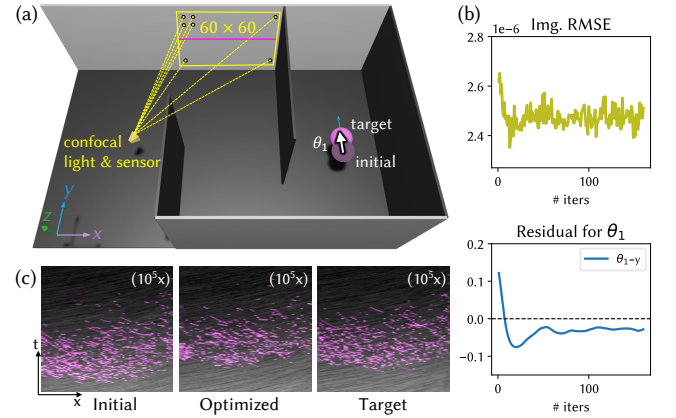 (a)
60 × 60
confocal
light & sensor
target
θ1
initial
y
z
x
(b)
Img. RMSE
1e−6
2.6
2.4
0
100
# iters
Residual for θ1
θ1−y
0.2
0.1
0.0
−0.1
0
100
# iters
(c)
(10⁵x)
(10⁵x)
(10⁵x)
t
x
Initial
Optimized
Target